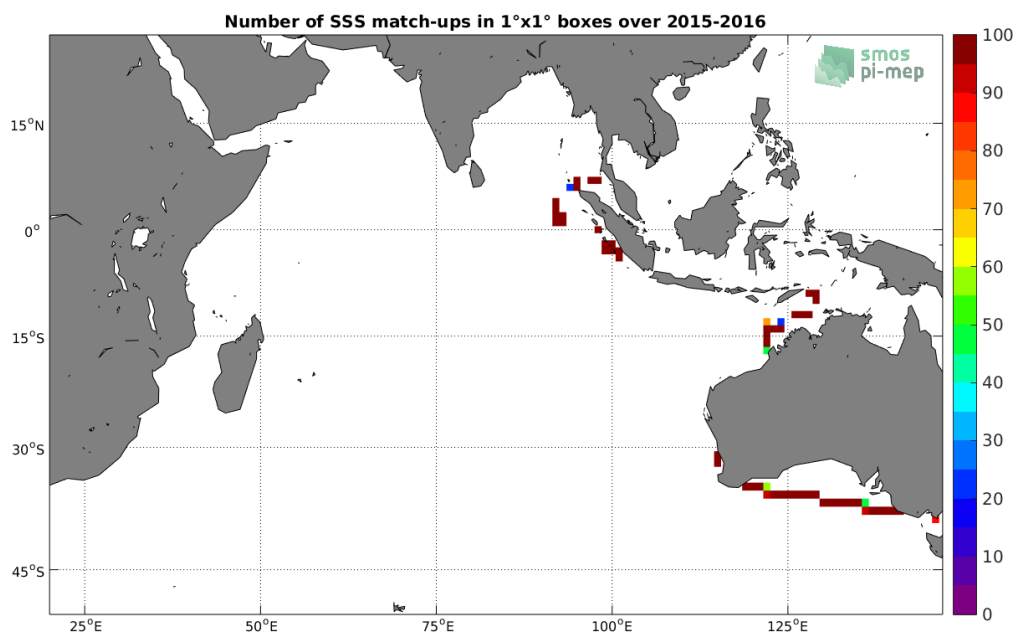 Number of SSS match-ups in 1°x1° boxes over 2015-2016
smos
pi-mep
15°N
0°
15°S
30°S
45°S
25°E
50°E
75°E
100°E
125°E
100
90
80
70
60
50
40
30
20
10
0